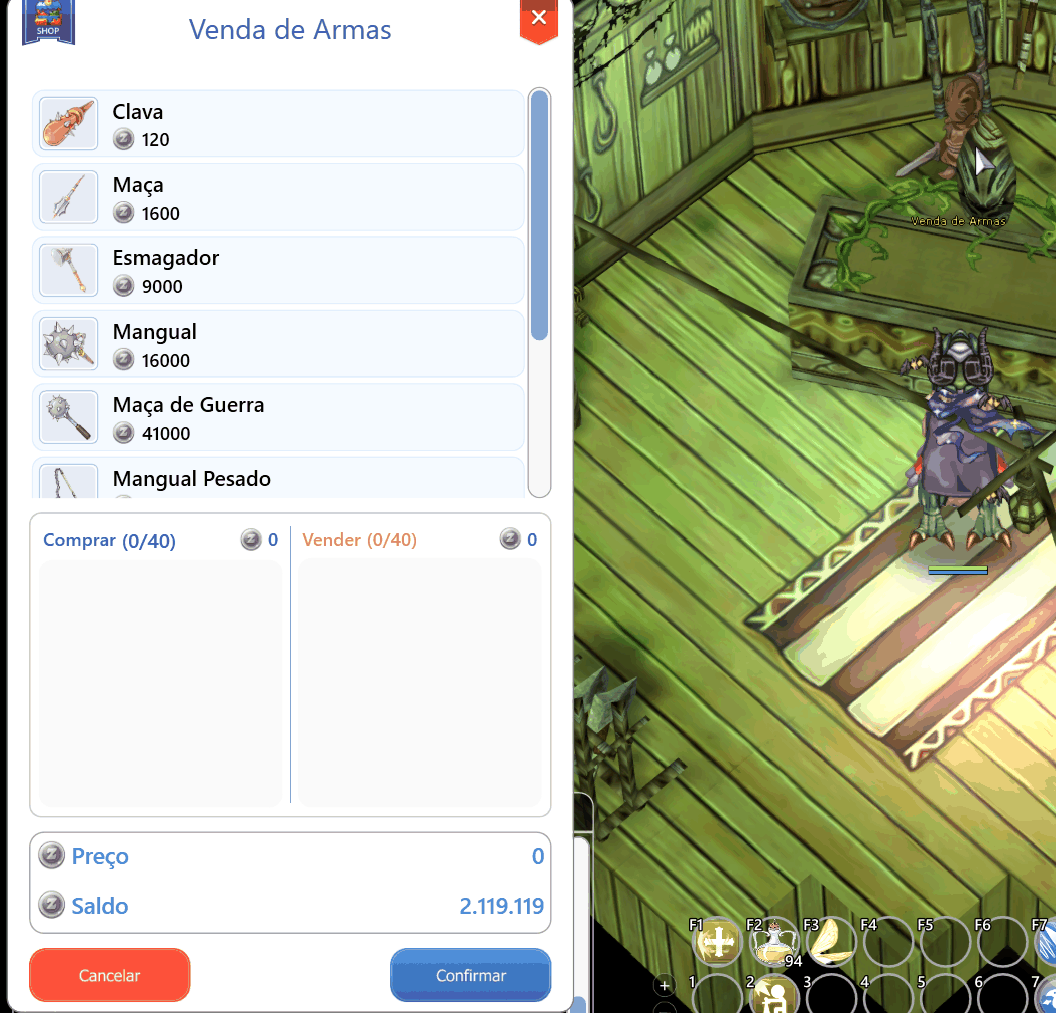 SHOP
Venda de Armas
Clava
120
Maça
1600
Esmagador
9000
Mangual
16000
Maça de Guerra
41000
Mangual Pesado
Comprar (0/40)
0
Vender (0/40)
0
Preço
0
Saldo
2.119.119
Cancelar
Confirmar
Venda de Armas
F1 F2 F3 F4 F5 F6 F7
94
1 2 3 4 5 6 7